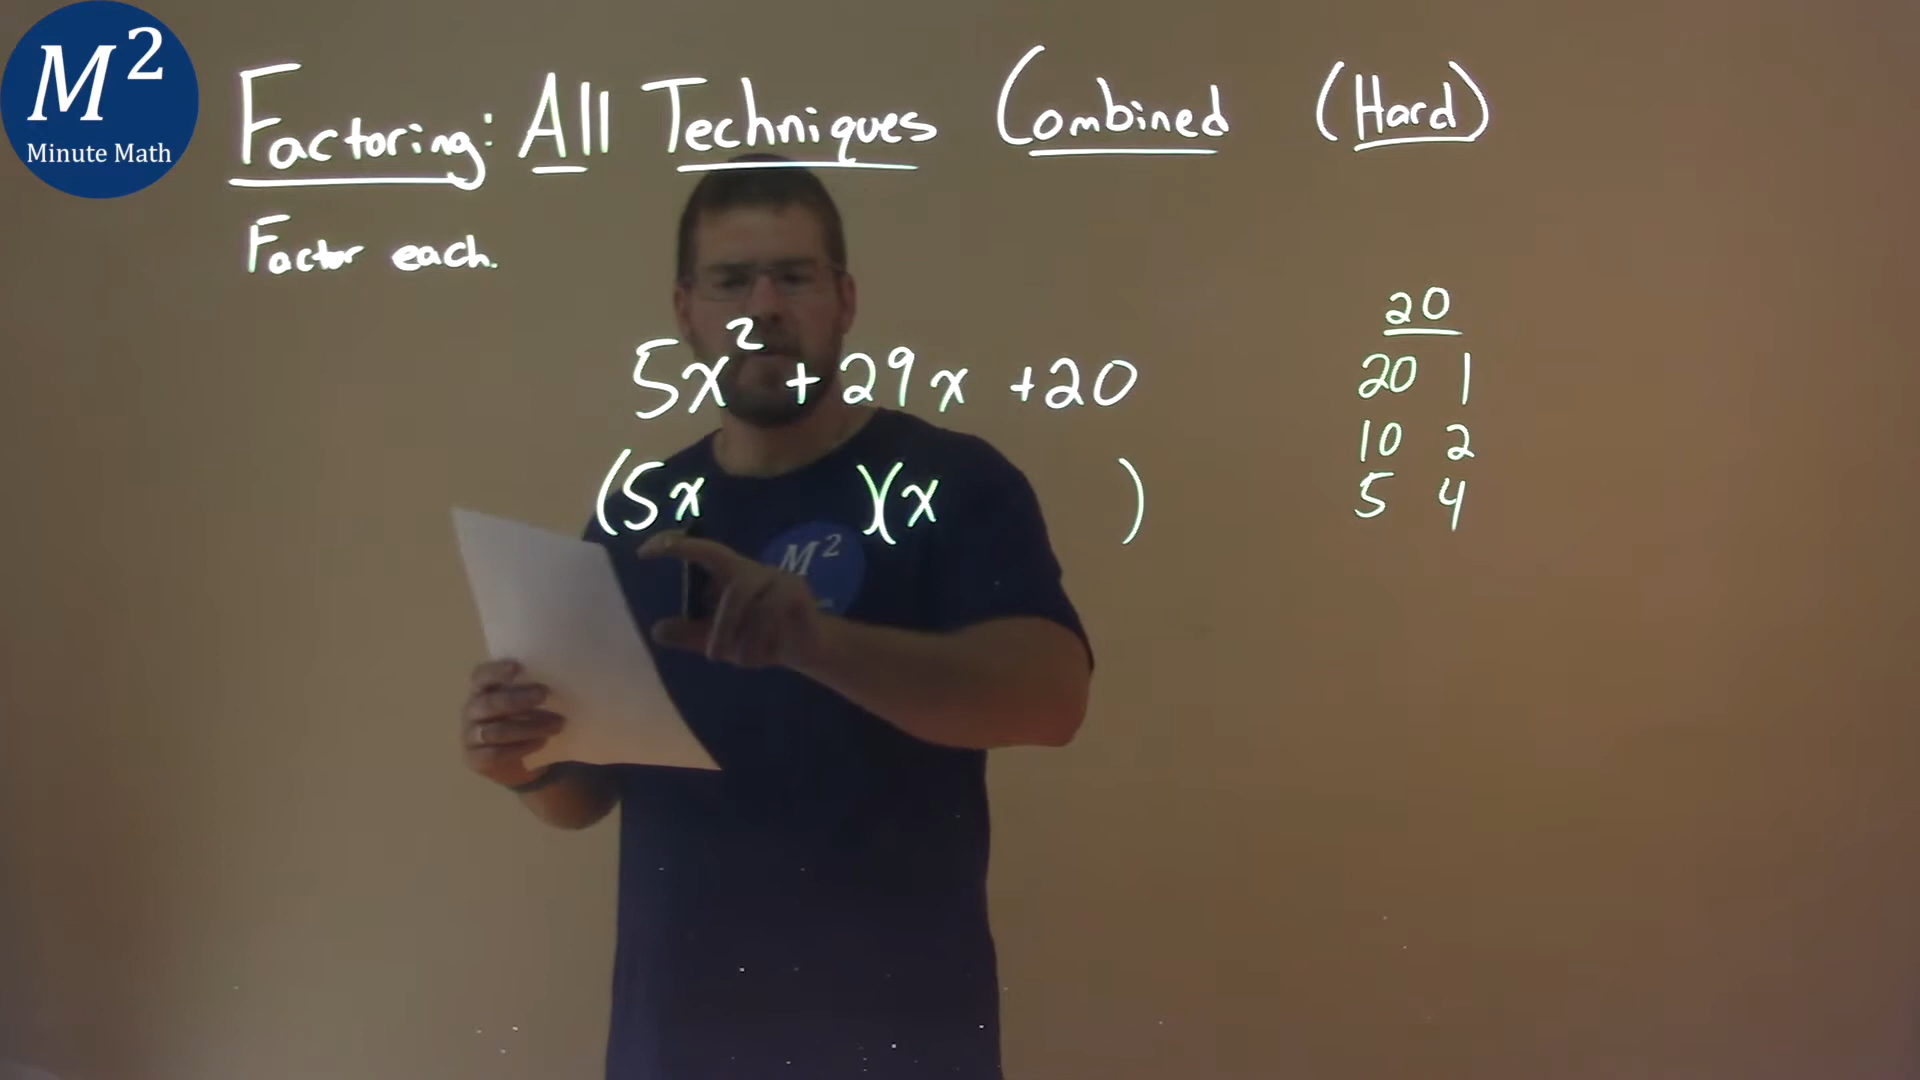 M²
Minute Math
Factoring: All Techniques Combined (Hard)
Factor each.
5x² + 29x + 20
(5x )(x )
20
20 1
10 2
5 4
M²